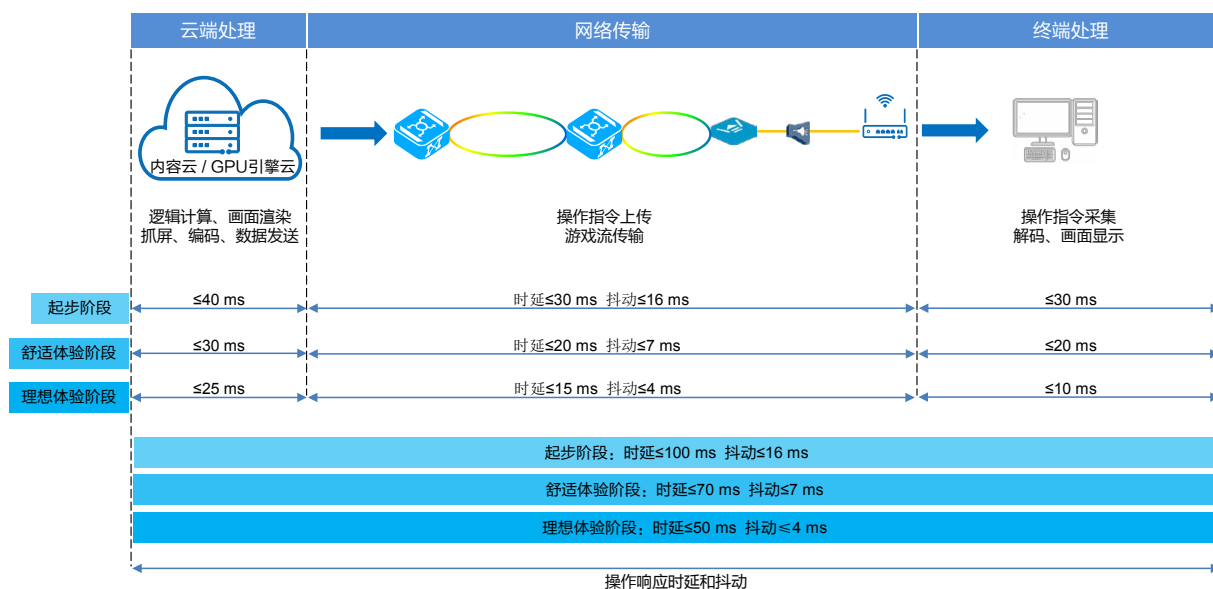 云端处理
网络传输
终端处理
内容云 / GPU引擎云
逻辑计算、画面渲染
抓屏、编码、数据发送
操作指令上传
游戏流传输
操作指令采集
解码、画面显示
起步阶段
≤40 ms
时延≤30 ms 抖动≤16 ms
≤30 ms
舒适体验阶段
≤30 ms
时延≤20 ms 抖动≤7 ms
≤20 ms
理想体验阶段
≤25 ms
时延≤15 ms 抖动≤4 ms
≤10 ms
起步阶段：时延≤100 ms 抖动≤16 ms
舒适体验阶段：时延≤70 ms 抖动≤7 ms
理想体验阶段：时延≤50 ms 抖动≤4 ms
操作响应时延和抖动